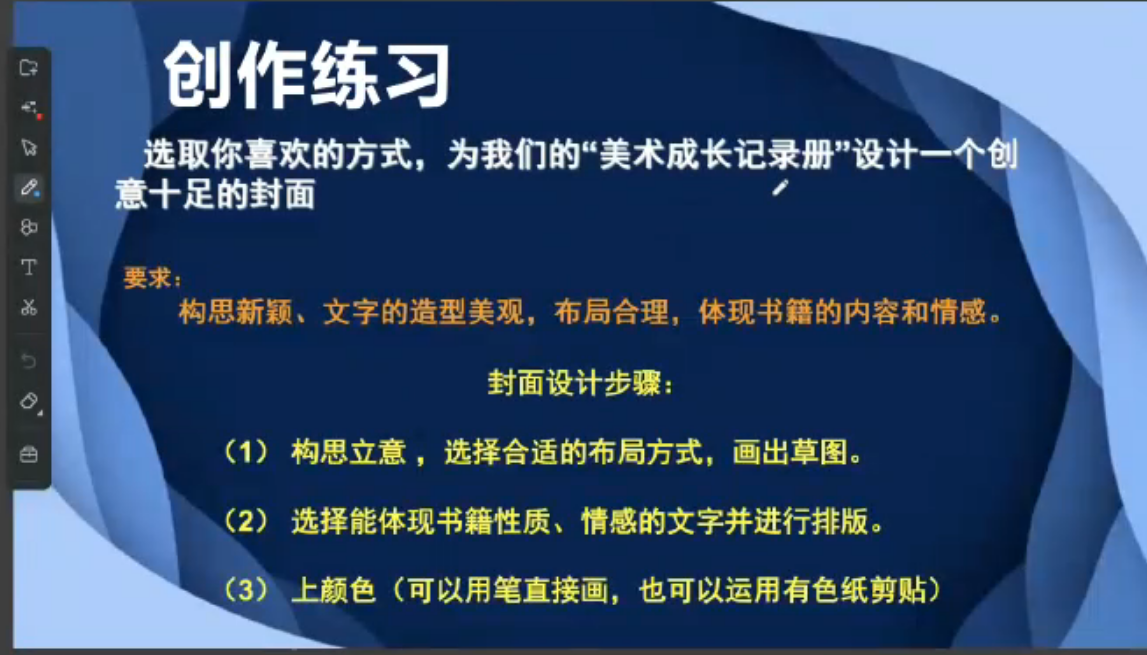 创作练习
选取你喜欢的方式，为我们的“美术成长记录册”设计一个创
意十足的封面
要求：
构思新颖、文字的造型美观，布局合理，体现书籍的内容和情感。
封面设计步骤：
（1） 构思立意 ，选择合适的布局方式，画出草图。
（2） 选择能体现书籍性质、情感的文字并进行排版。
（3） 上颜色（可以用笔直接画，也可以运用有色纸剪贴）